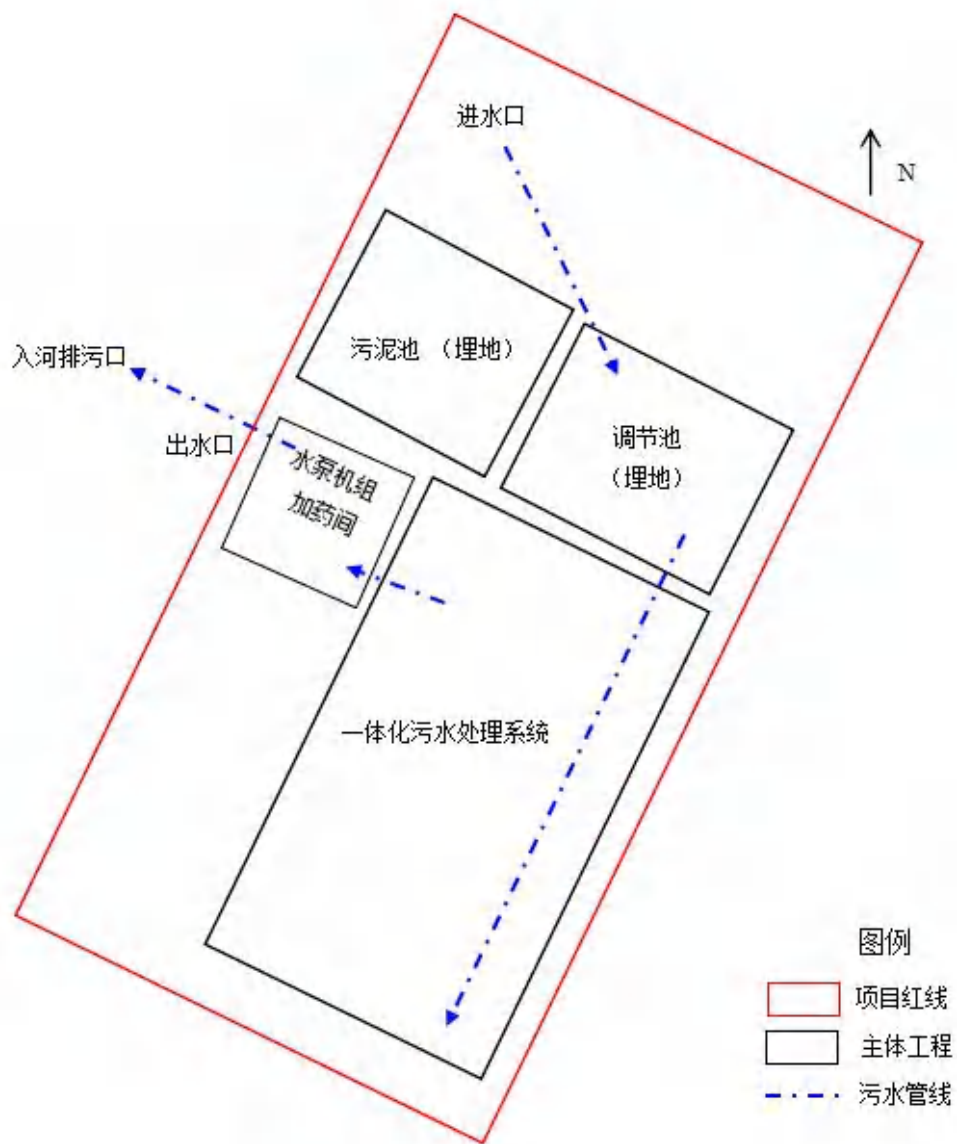 进水口
N
污泥池 （埋地）
入河排污口
调节池
（埋地）
出水口
水泵机组
加药间
一体化污水处理系统
图例
项目红线
主体工程
污水管线